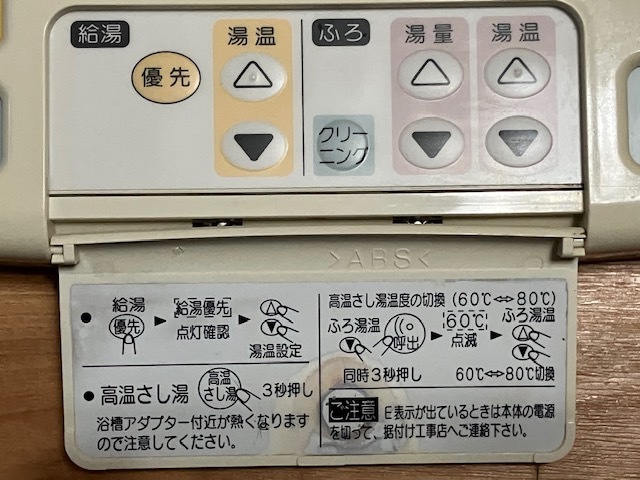 給湯
優先
湯温
ふろ
クリー
ニング
湯量
湯温
>ABS<
● 給湯
優先
▶
給湯優先
点灯確認
▶
湯温設定
● 高温さし湯
高温
さし湯
3秒押し
浴槽アダプター付近が熱くなります
ので注意してください。
高温さし湯温度の切換（60℃⇔80℃）
ふろ湯温
呼出
同時3秒押し
▶
60℃
点滅
▶
ふろ湯温
60℃⇔80℃切換
ご注意 E表示が出ているときは本体の電源
を切って、据付け工事店へご連絡下さい。